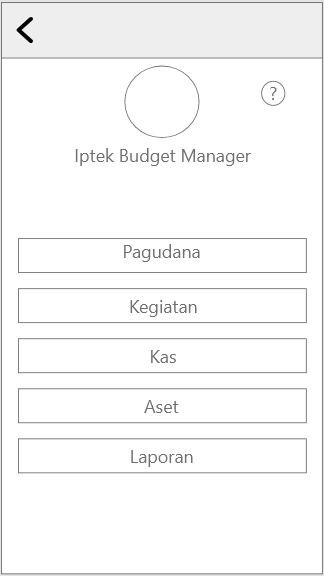 ?
Iptek Budget Manager
Pagudana
Kegiatan
Kas
Aset
Laporan